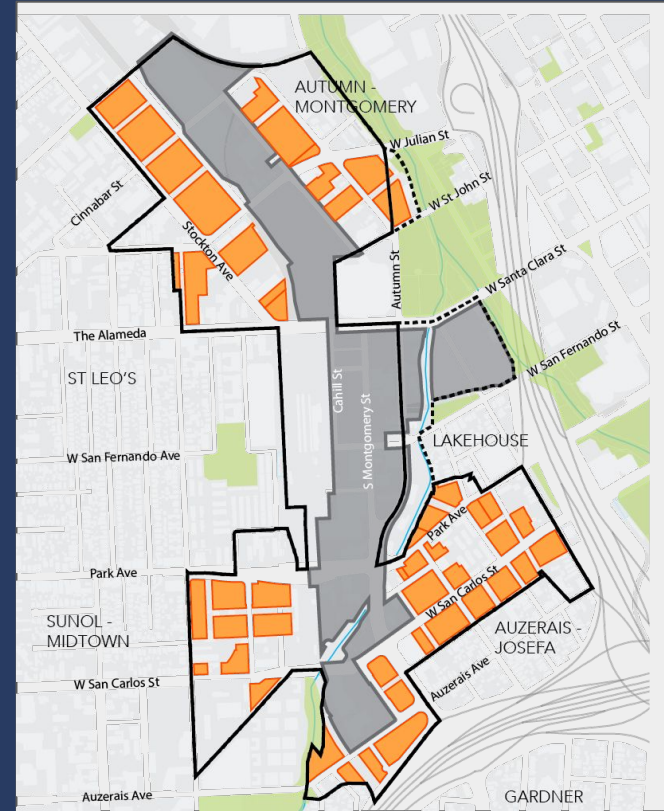 AUTUMN -
MONTGOMERY
W Julian St
W St John St
Cinnabar St
Stockton Ave
Autumn St
W Santa Clara St
The Alameda
W San Fernando St
ST LEO'S
Cahill St
S Montgomery St
LAKEHOUSE
W San Fernando Ave
Park Ave
Park Ave
W San Carlos St
SUNOL -
MIDTOWN
AUZERAIS -
JOSEFA
Auzerais Ave
W San Carlos St
Auzerais Ave
GARDNER